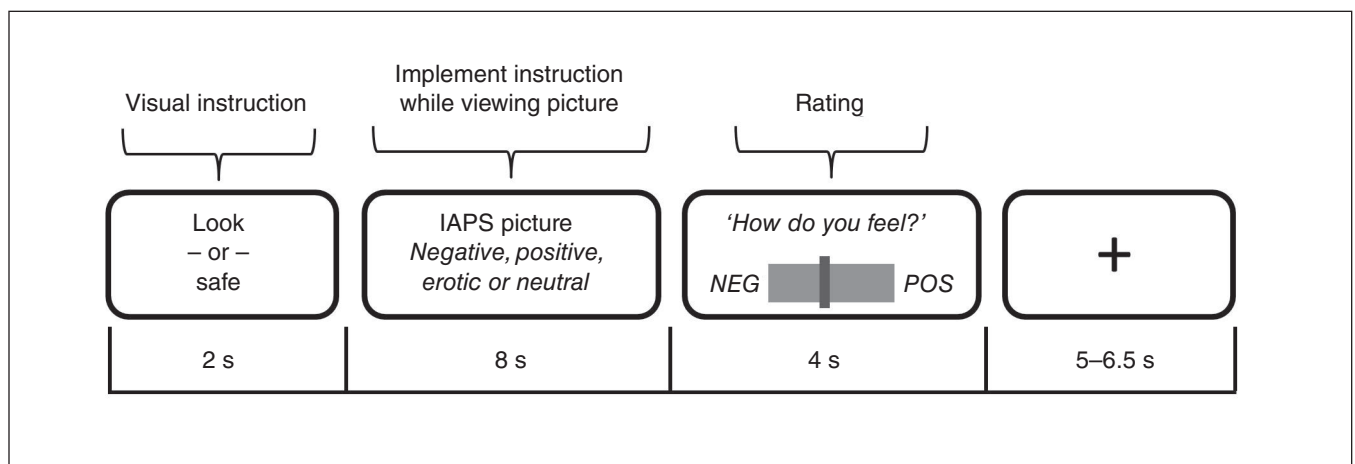 Visual instruction
Implement instruction
while viewing picture
Rating
Look
– or –
safe
IAPS picture
Negative, positive,
erotic or neutral
‘How do you feel?’
NEG POS
+
2 s
8 s
4 s
5–6.5 s